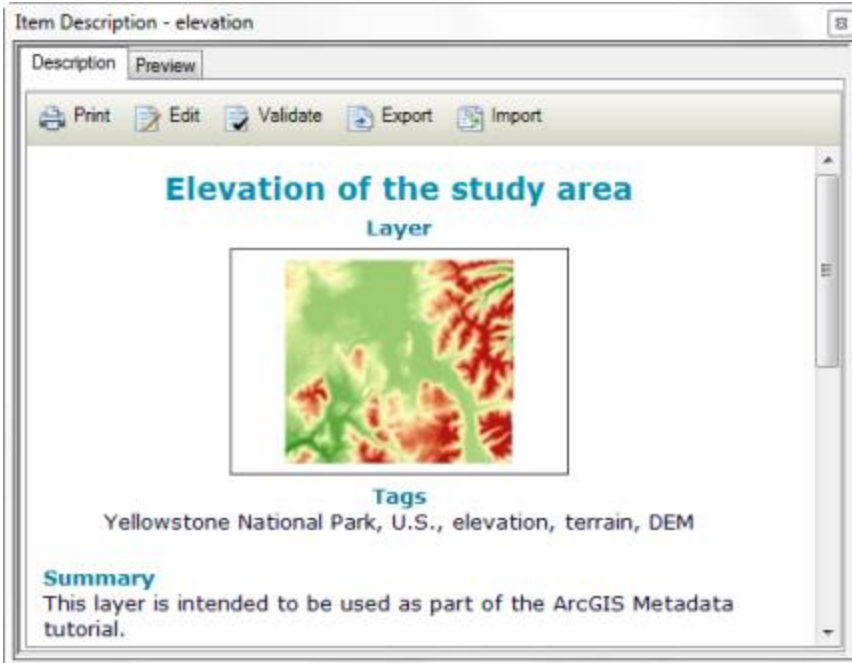 Item Description - elevation
Description Preview
Print Edit Validate Export Import
Elevation of the study area
Layer
Tags
Yellowstone National Park, U.S., elevation, terrain, DEM
Summary
This layer is intended to be used as part of the ArcGIS Metadata
tutorial.